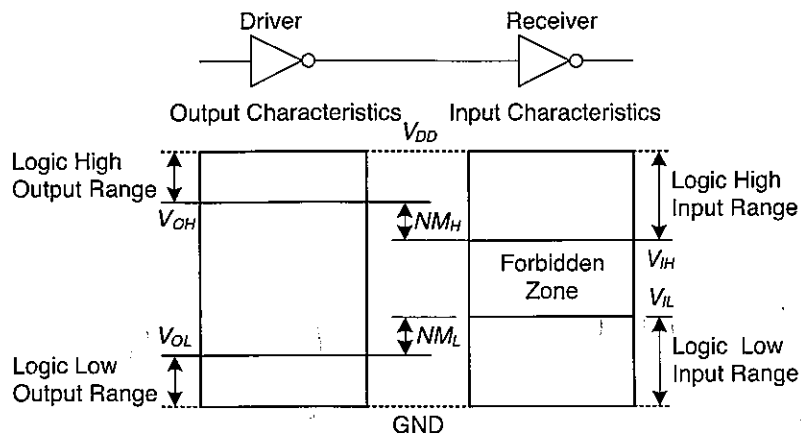 Driver
Receiver
Output Characteristics
Input Characteristics
V_DD
Logic High
Output Range
V_OH
NM_H
Logic High
Input Range
Forbidden
Zone
V_IH
V_IL
V_OL
NM_L
Logic Low
Output Range
Logic Low
Input Range
GND